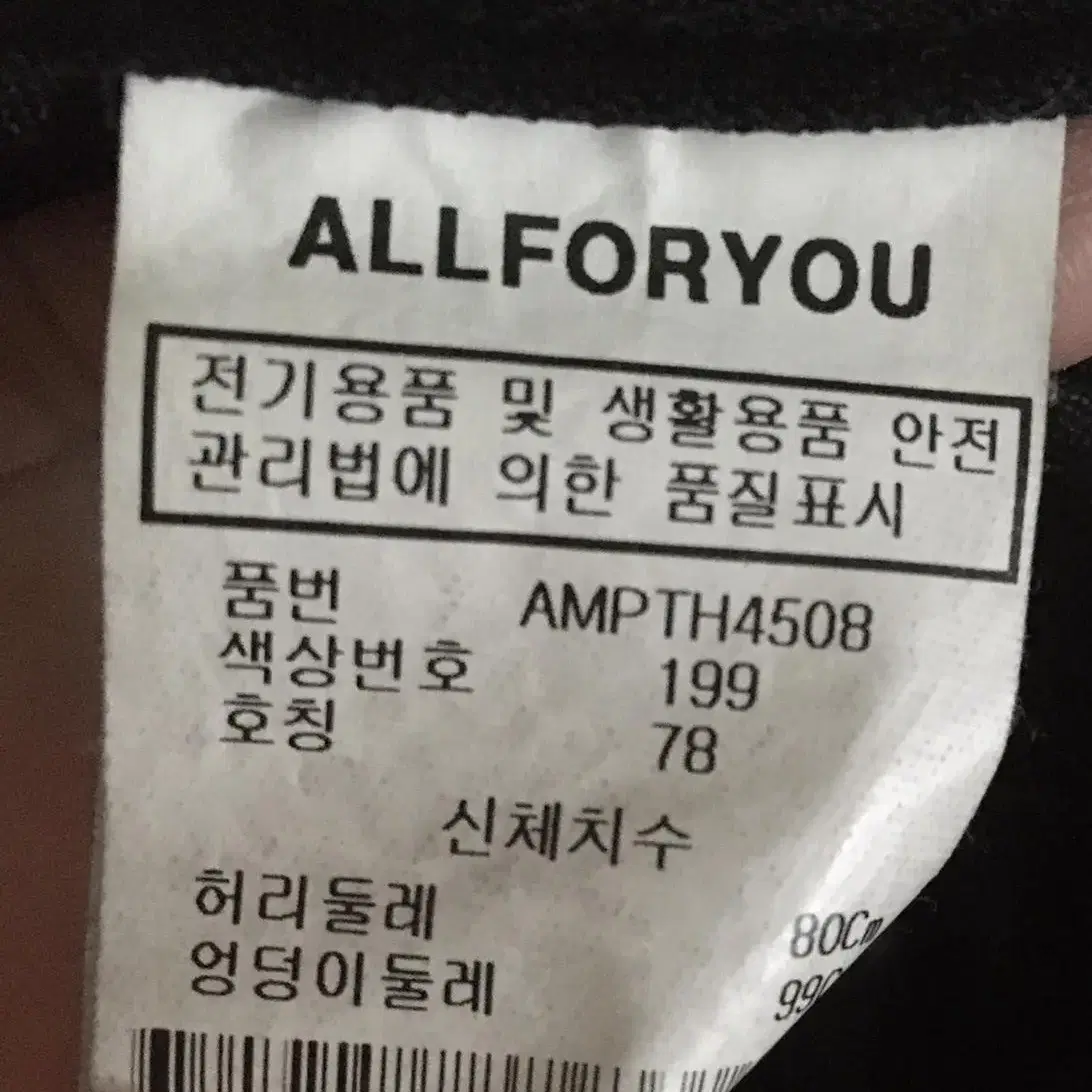 ALLFORYOU
전기용품 및 생활용품 안전
관리법에 의한 품질표시
품번 AMPTH4508
색상번호 199
호칭 78
신체치수
허리둘레 80Cm
엉덩이둘레